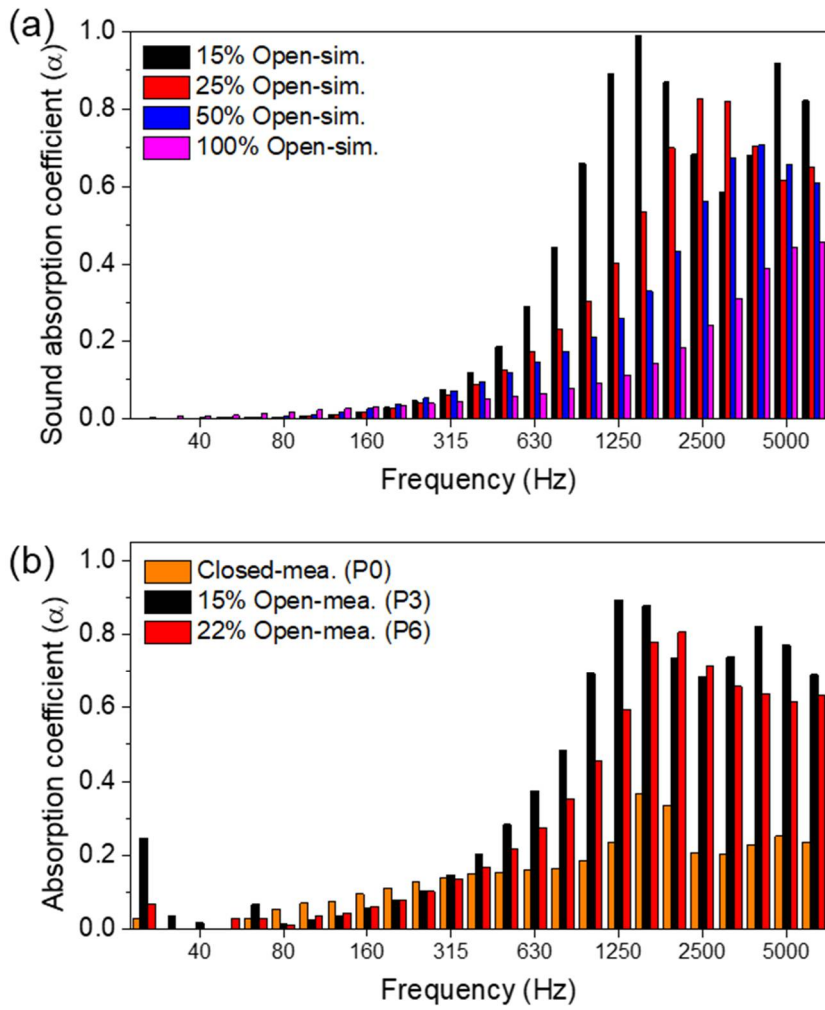 (a)
1.0
0.8
0.6
0.4
0.2
0.0
Sound absorption coefficient (α)
15% Open-sim.
25% Open-sim.
50% Open-sim.
100% Open-sim.
40 80 160 315 630 1250 2500 5000
Frequency (Hz)
(b)
1.0
0.8
0.6
0.4
0.2
0.0
Absorption coefficient (α)
Closed-mea. (P0)
15% Open-mea. (P3)
22% Open-mea. (P6)
40 80 160 315 630 1250 2500 5000
Frequency (Hz)